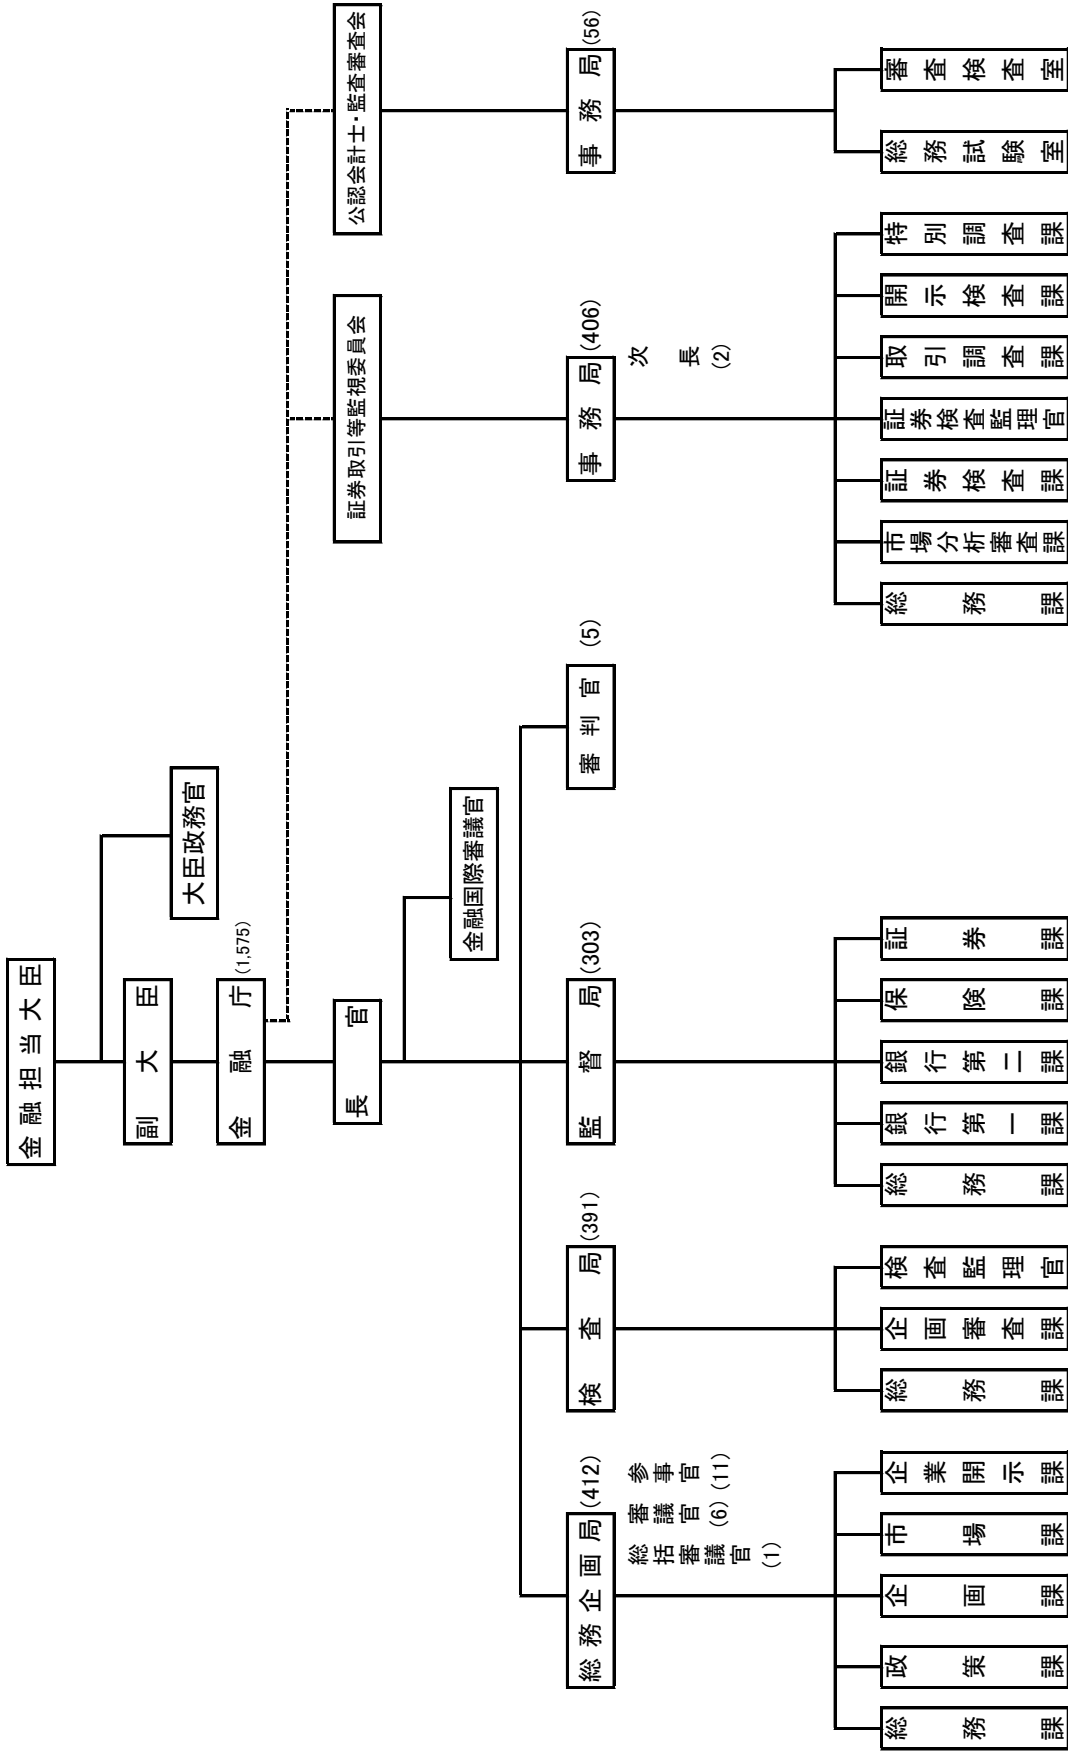 金融担当大臣
大臣政務官
副大臣
金融庁 (1,575)
公認会計士・監査審査会
証券取引等監視委員会
長官
金融国際審議官
総務企画局 (412)
総括審議官 (1)
審議官 (6)
参事官 (11)
検査局 (391)
監督局 (303)
審判官 (5)
事務局 (406)
次長 (2)
事務局 (56)
総務課
政策課
企画課
市場課
企業開示課
総務課
企画審査課
検査監理官
総務課
銀行第一課
銀行第二課
保険課
証券課
総務課
市場分析審査課
証券検査課
証券検査監理官
取引調査課
開示検査課
特別調査課
総務試験室
審査検査室